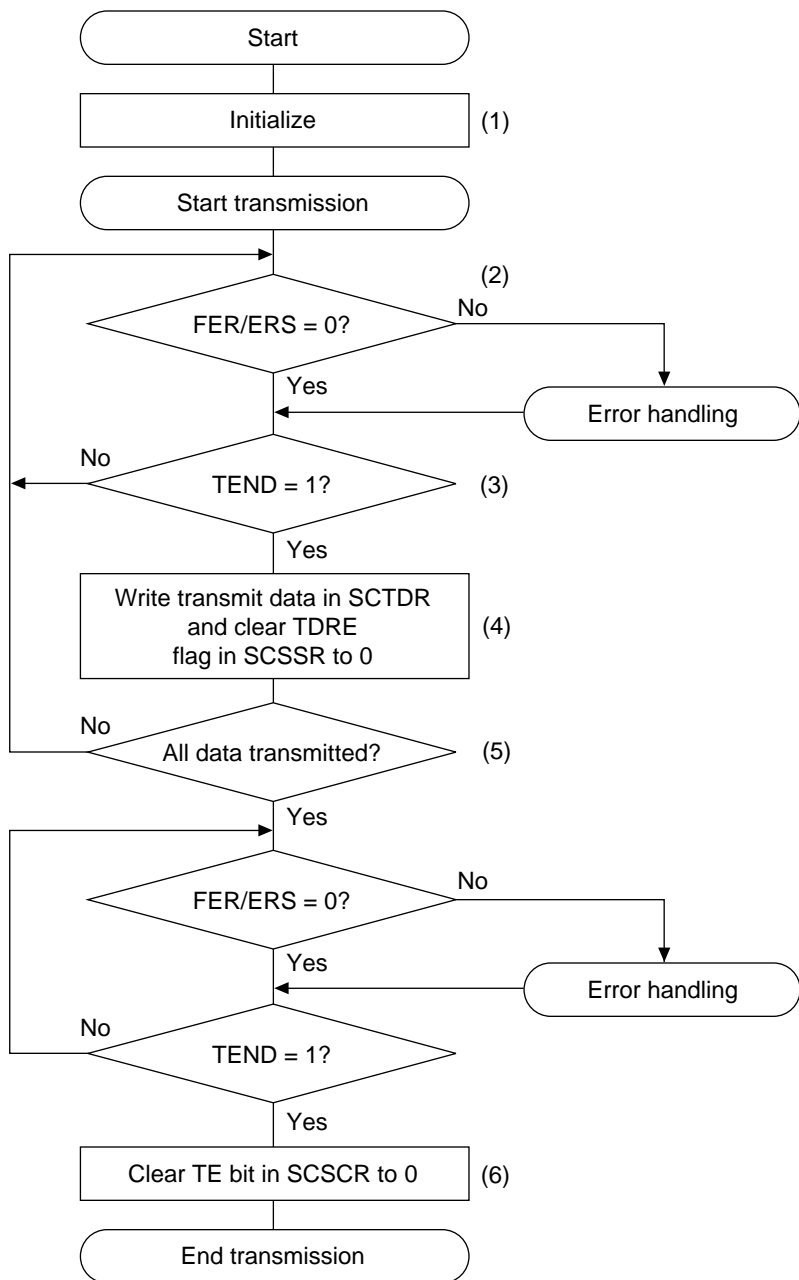 Start
Initialize
(1)
Start transmission
(2)
FER/ERS = 0?
No
Yes
Error handling
No
TEND = 1?
(3)
Yes
Write transmit data in SCTDR
and clear TDRE
flag in SCSSR to 0
(4)
No
All data transmitted?
(5)
Yes
FER/ERS = 0?
No
Yes
Error handling
No
TEND = 1?
Yes
Clear TE bit in SCSCR to 0
(6)
End transmission